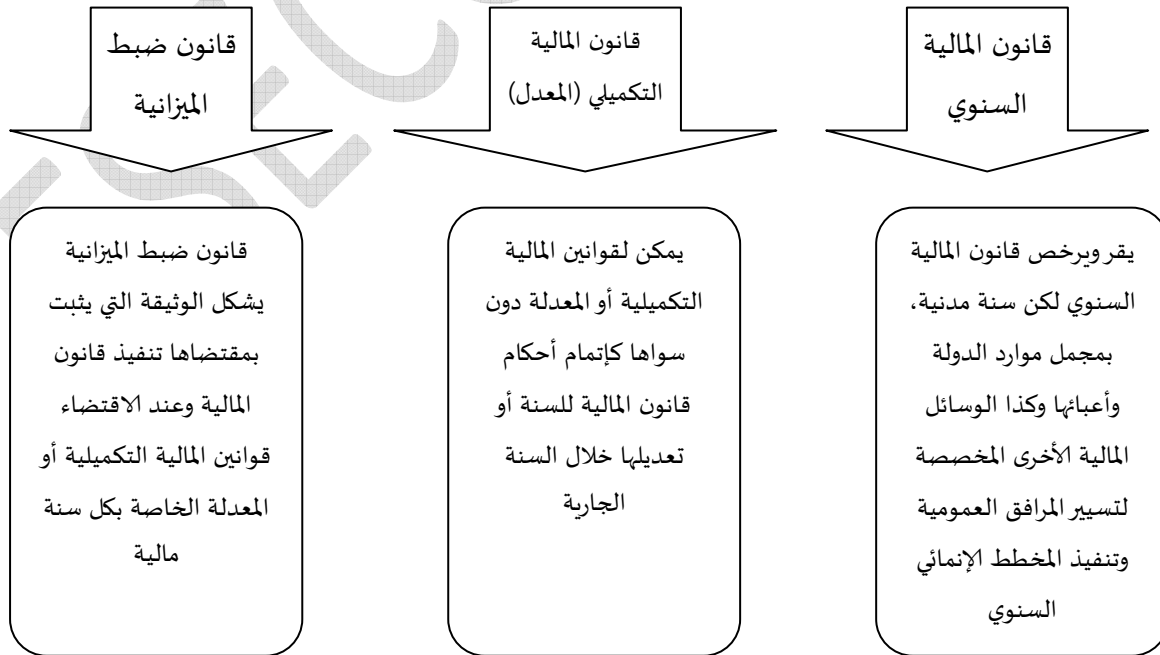 قانون المالية
السنوي
يقر ويرخص قانون المالية
السنوي لكن سنة مدنية،
بمجمل موارد الدولة
وأعبائها وكذا الوسائل
المالية الأخرى المخصصة
لتسيير المرافق العمومية
وتنفيذ المخطط الإنمائي
السنوي
قانون المالية
التكميلي (المعدل)
يمكن لقوانين المالية
التكميلية أو المعدلة دون
سواها كإتمام أحكام
قانون المالية للسنة أو
تعديلها خلال السنة
الجارية
قانون ضبط
الميزانية
قانون ضبط الميزانية
يشكل الوثيقة التي يثبت
بمقتضاها تنفيذ قانون
المالية وعند الاقتضاء
قوانين المالية التكميلية أو
المعدلة الخاصة بكل سنة
مالية